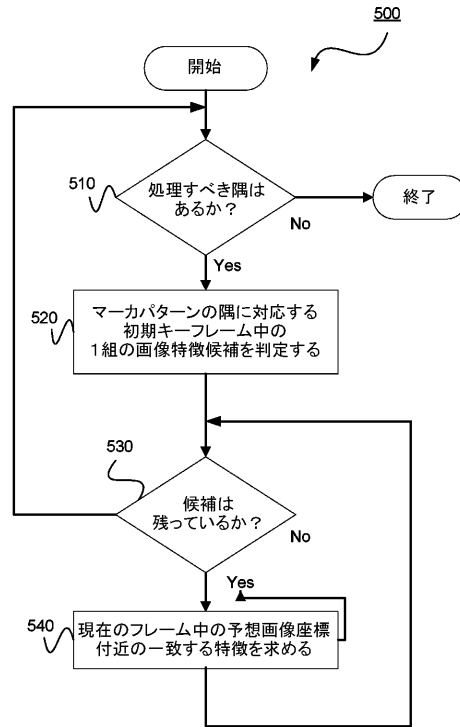 500
開始
510
処理すべき隅は
あるか？
No
終了
Yes
520
マーカパターンの隅に対応する
初期キーフレーム中の
1組の画像特徴候補を判定する
530
候補は
残っているか？
No
Yes
540
現在のフレーム中の予想画像座標
付近の一致する特徴を求める